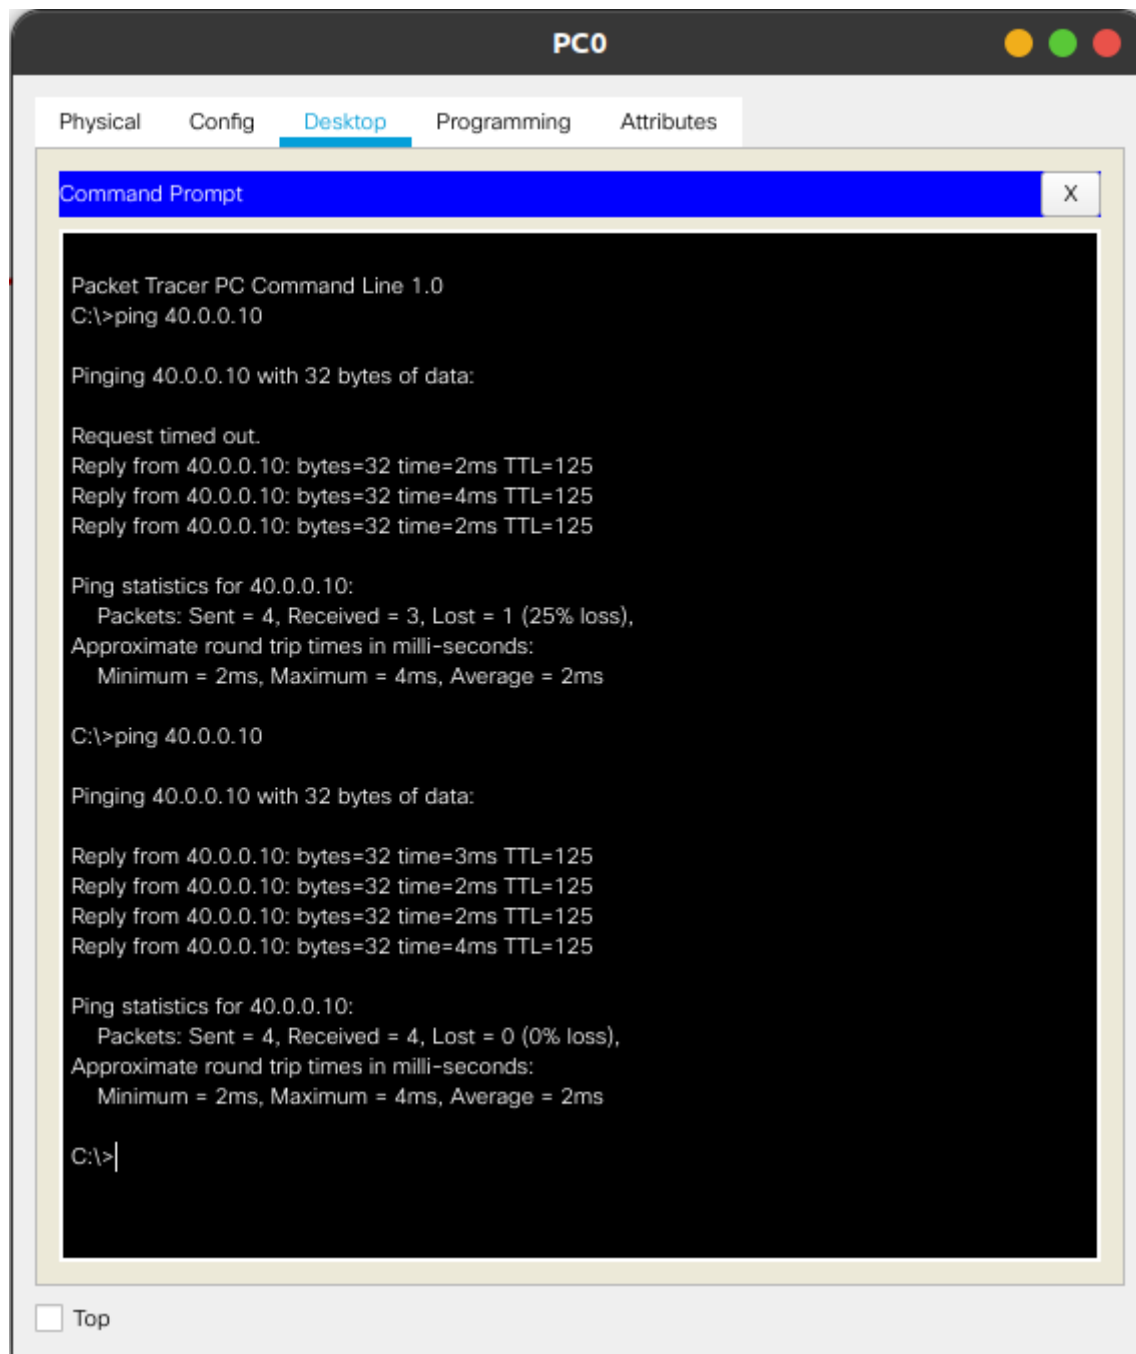 PC0
Physical Config Desktop Programming Attributes
Command Prompt X
Packet Tracer PC Command Line 1.0
C:\>ping 40.0.0.10
Pinging 40.0.0.10 with 32 bytes of data:
Request timed out.
Reply from 40.0.0.10: bytes=32 time=2ms TTL=125
Reply from 40.0.0.10: bytes=32 time=4ms TTL=125
Reply from 40.0.0.10: bytes=32 time=2ms TTL=125
Ping statistics for 40.0.0.10:
Packets: Sent = 4, Received = 3, Lost = 1 (25% loss),
Approximate round trip times in milli-seconds:
Minimum = 2ms, Maximum = 4ms, Average = 2ms
C:\>ping 40.0.0.10
Pinging 40.0.0.10 with 32 bytes of data:
Reply from 40.0.0.10: bytes=32 time=3ms TTL=125
Reply from 40.0.0.10: bytes=32 time=2ms TTL=125
Reply from 40.0.0.10: bytes=32 time=2ms TTL=125
Reply from 40.0.0.10: bytes=32 time=4ms TTL=125
Ping statistics for 40.0.0.10:
Packets: Sent = 4, Received = 4, Lost = 0 (0% loss),
Approximate round trip times in milli-seconds:
Minimum = 2ms, Maximum = 4ms, Average = 2ms
C:\>
Top